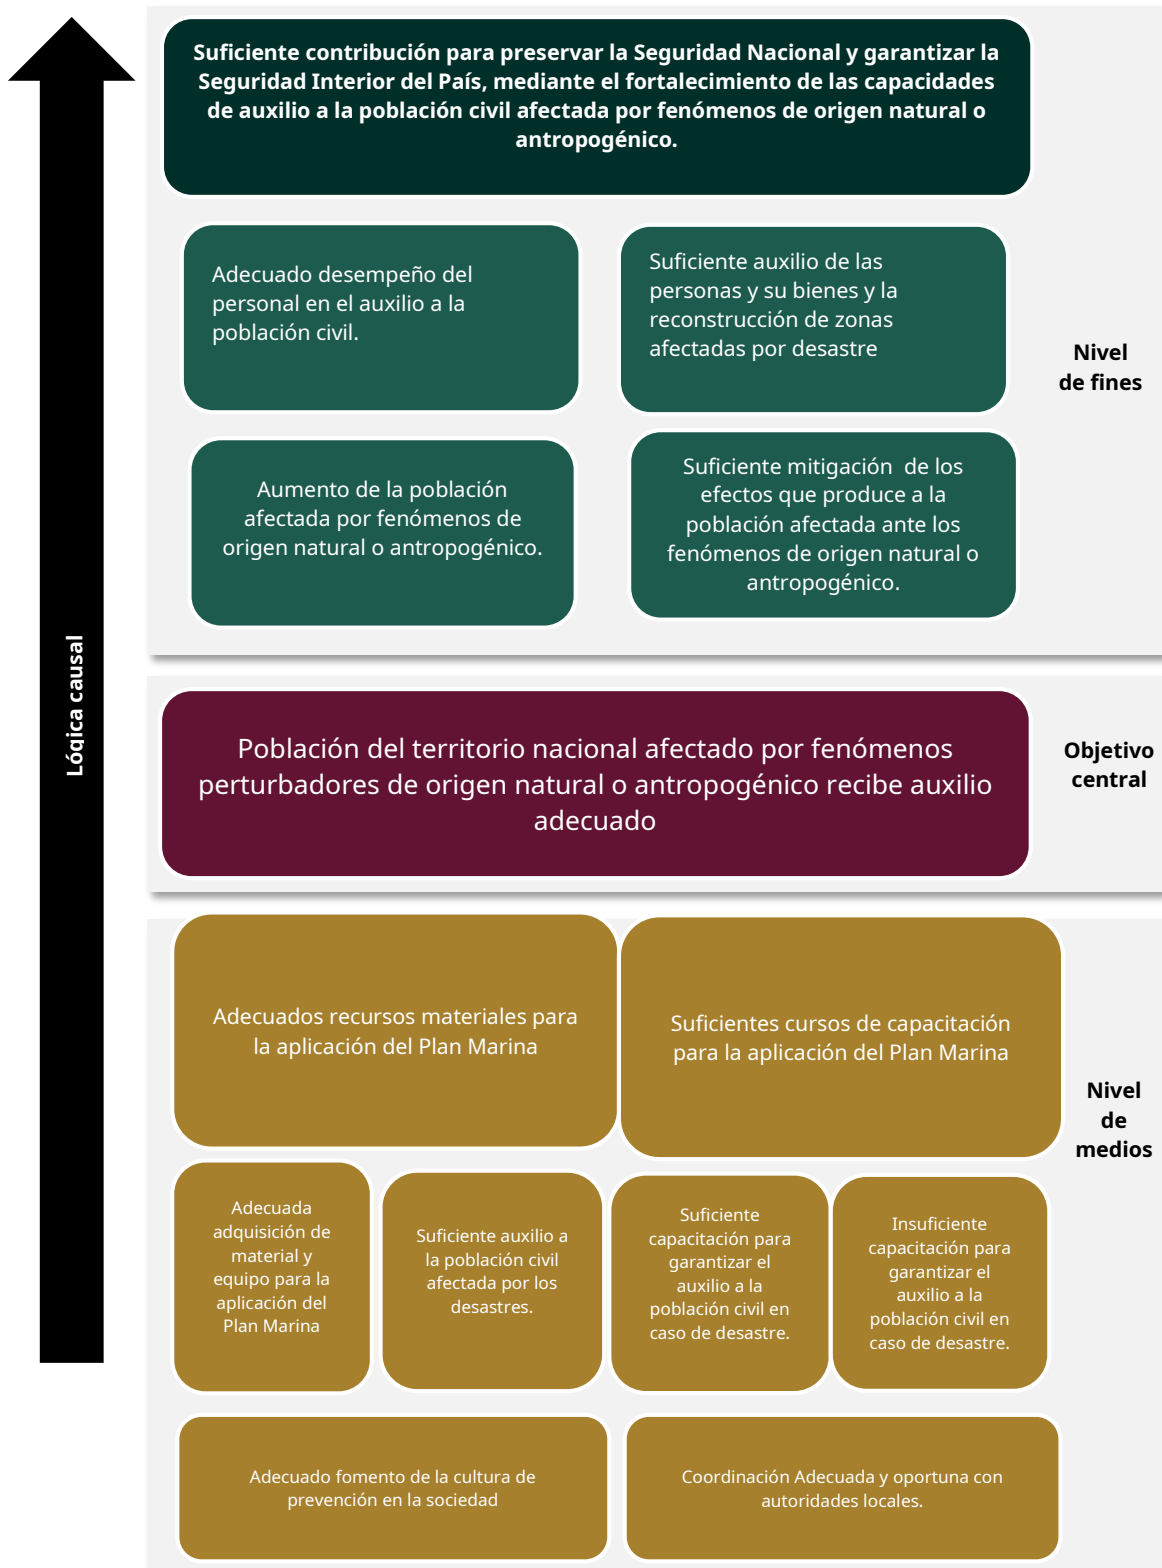 Suficiente contribución para preservar la Seguridad Nacional y garantizar la
Seguridad Interior del País, mediante el fortalecimiento de las capacidades
de auxilio a la población civil afectada por fenómenos de origen natural o
antropogénico.
Adecuado desempeño del
personal en el auxilio a la
población civil.
Suficiente auxilio de las
personas y su bienes y la
reconstrucción de zonas
afectadas por desastre
Nivel
de fines
Aumento de la población
afectada por fenómenos de
origen natural o antropogénico.
Suficiente mitigación  de los
efectos que produce a la
población afectada ante los
fenómenos de origen natural o
antropogénico.
Lógica causal
Población del territorio nacional afectado por fenómenos
perturbadores de origen natural o antropogénico recibe auxilio
adecuado
Objetivo
central
Adecuados recursos materiales para
la aplicación del Plan Marina
Suficientes cursos de capacitación
para la aplicación del Plan Marina
Nivel
de
medios
Adecuada
adquisición de
material y
equipo para la
aplicación del
Plan Marina
Suficiente auxilio a
la población civil
afectada por los
desastres.
Suficiente
capacitación para
garantizar el
auxilio a la
población civil en
caso de desastre.
Insuficiente
capacitación para
garantizar el
auxilio a la
población civil en
caso de desastre.
Adecuado fomento de la cultura de
prevención en la sociedad
Coordinación Adecuada y oportuna con
autoridades locales.